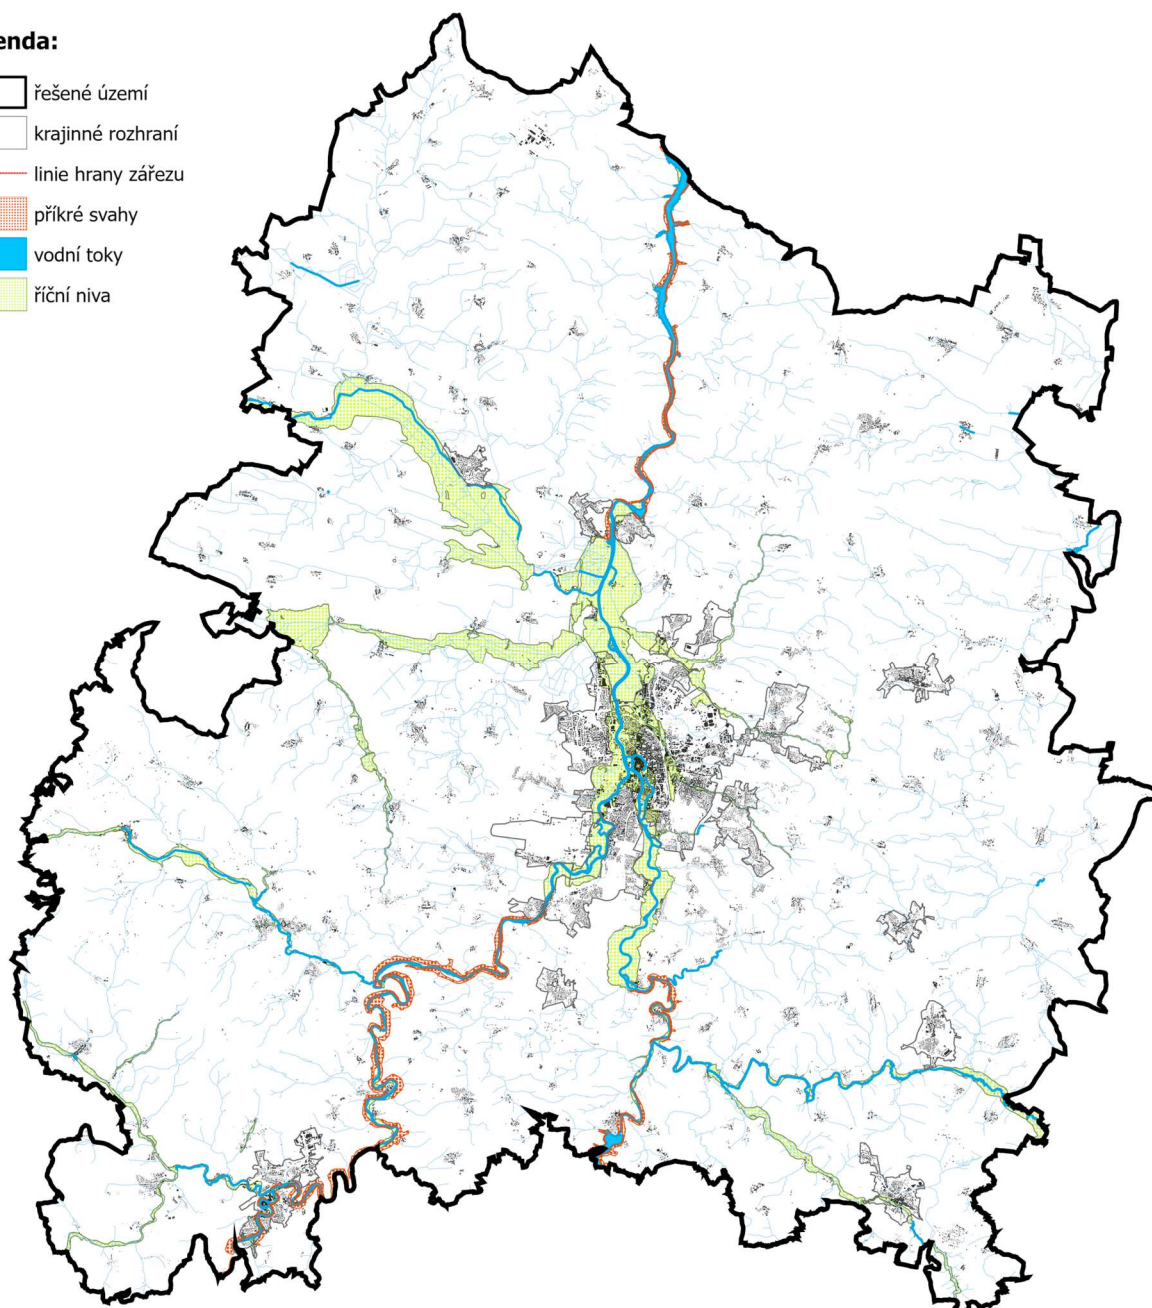 enda:
řešené území
krajinné rozhraní
linie hrany zářezu
příkré svahy
vodní toky
říční niva